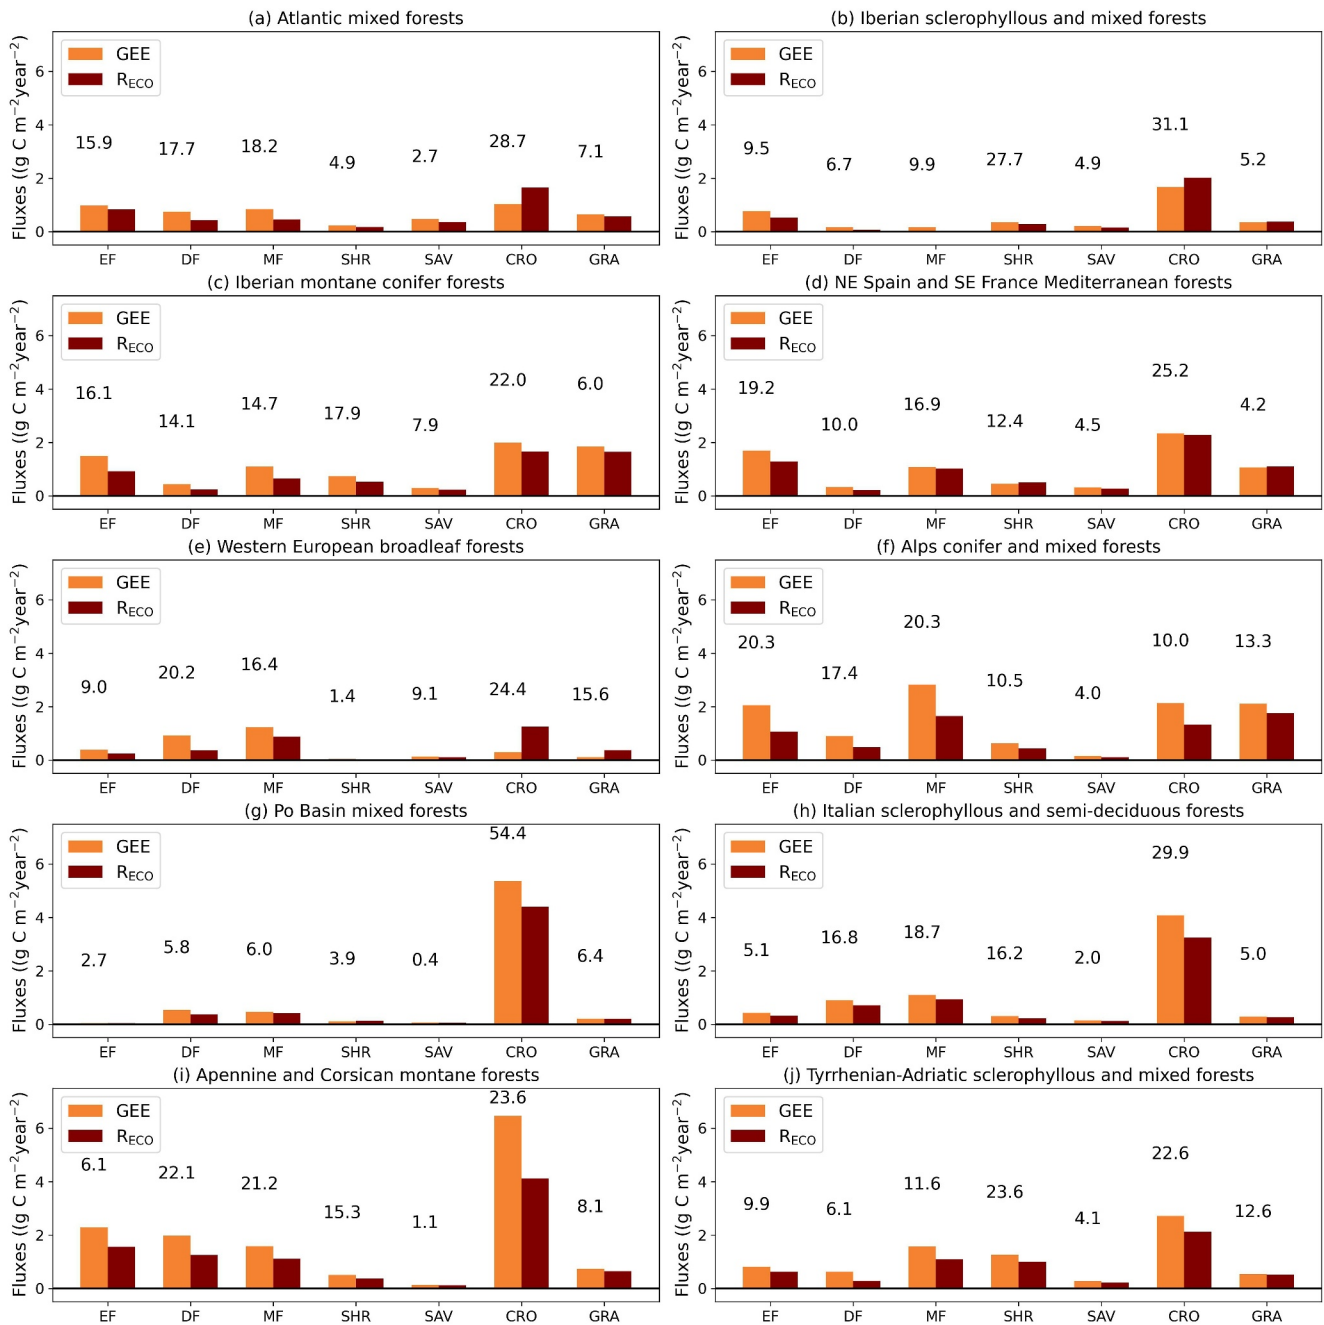 (a) Atlantic mixed forests
Fluxes ((g C m−2year−2)
6
4
2
0
GEE
RECO
15.9 17.7 18.2 4.9 2.7 28.7 7.1
EF DF MF SHR SAV CRO GRA
(b) Iberian sclerophyllous and mixed forests
Fluxes ((g C m−2year−2)
6
4
2
0
GEE
RECO
9.5 6.7 9.9 27.7 4.9 31.1 5.2
EF DF MF SHR SAV CRO GRA
(c) Iberian montane conifer forests
Fluxes ((g C m−2year−2)
6
4
2
0
GEE
RECO
16.1 14.1 14.7 17.9 7.9 22.0 6.0
EF DF MF SHR SAV CRO GRA
(d) NE Spain and SE France Mediterranean forests
Fluxes ((g C m−2year−2)
6
4
2
0
GEE
RECO
19.2 10.0 16.9 12.4 4.5 25.2 4.2
EF DF MF SHR SAV CRO GRA
(e) Western European broadleaf forests
Fluxes ((g C m−2year−2)
6
4
2
0
GEE
RECO
9.0 20.2 16.4 1.4 9.1 24.4 15.6
EF DF MF SHR SAV CRO GRA
(f) Alps conifer and mixed forests
Fluxes ((g C m−2year−2)
6
4
2
0
GEE
RECO
20.3 17.4 20.3 10.5 4.0 10.0 13.3
EF DF MF SHR SAV CRO GRA
(g) Po Basin mixed forests
Fluxes ((g C m−2year−2)
6
4
2
0
GEE
RECO
2.7 5.8 6.0 3.9 0.4 54.4 6.4
EF DF MF SHR SAV CRO GRA
(h) Italian sclerophyllous and semi-deciduous forests
Fluxes ((g C m−2year−2)
6
4
2
0
GEE
RECO
5.1 16.8 18.7 16.2 2.0 29.9 5.0
EF DF MF SHR SAV CRO GRA
(i) Apennine and Corsican montane forests
Fluxes ((g C m−2year−2)
6
4
2
0
GEE
RECO
6.1 22.1 21.2 15.3 1.1 23.6 8.1
EF DF MF SHR SAV CRO GRA
(j) Tyrrhenian-Adriatic sclerophyllous and mixed forests
Fluxes ((g C m−2year−2)
6
4
2
0
GEE
RECO
9.9 6.1 11.6 23.6 4.1 22.6 12.6
EF DF MF SHR SAV CRO GRA